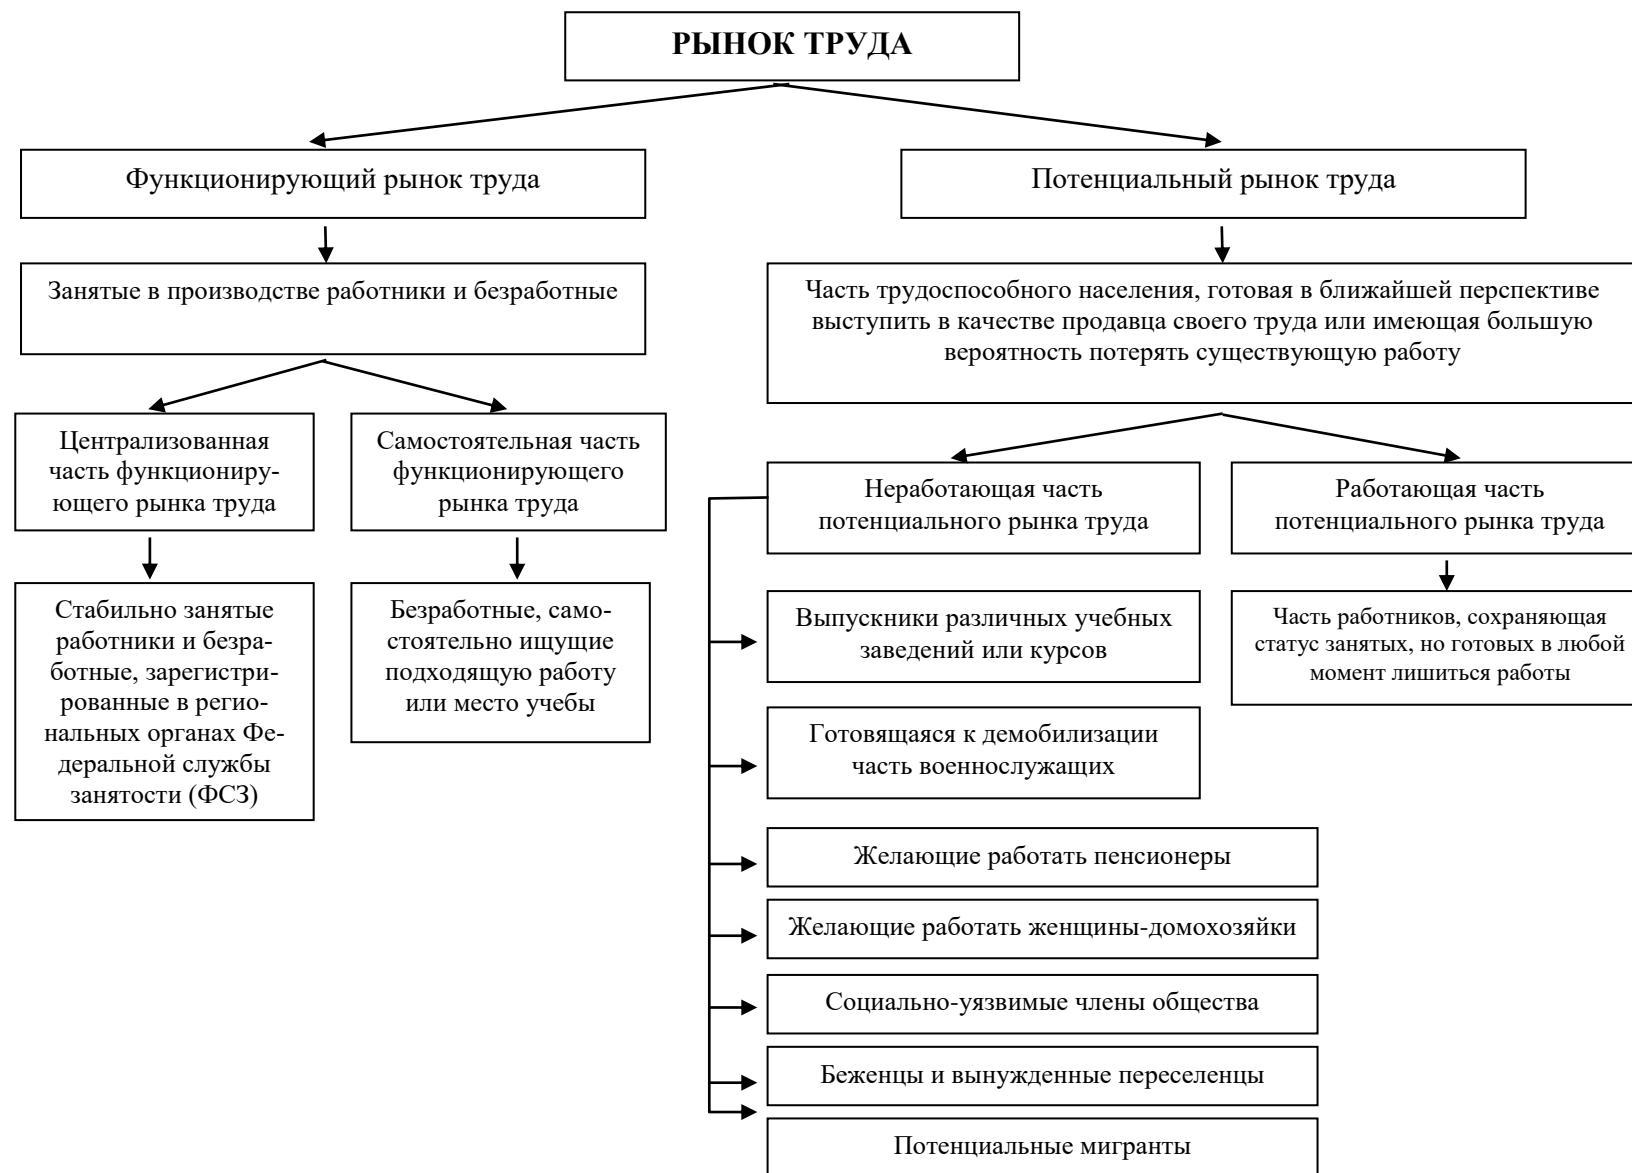 РЫНОК ТРУДА
Функционирующий рынок труда
Потенциальный рынок труда
Занятые в производстве работники и безработные
Часть трудоспособного населения, готовая в ближайшей перспективе
выступить в качестве продавца своего труда или имеющая большую
вероятность потерять существующую работу
Централизованная
часть функциониру-
ющего рынка труда
Самостоятельная часть
функционирующего
рынка труда
Неработающая часть
потенциального рынка труда
Работающая часть
потенциального рынка труда
Стабильно занятые
работники и безра-
ботные, зарегистри-
рованные в регио-
нальных органах Фе-
деральной службы
занятости (ФСЗ)
Безработные, само-
стоятельно ищущие
подходящую работу
или место учебы
Выпускники различных учебных
заведений или курсов
Часть работников, сохраняющая
статус занятых, но готовых в любой
момент лишиться работы
Готовящаяся к демобилизации
часть военнослужащих
Желающие работать пенсионеры
Желающие работать женщины-домохозяйки
Социально-уязвимые члены общества
Беженцы и вынужденные переселенцы
Потенциальные мигранты